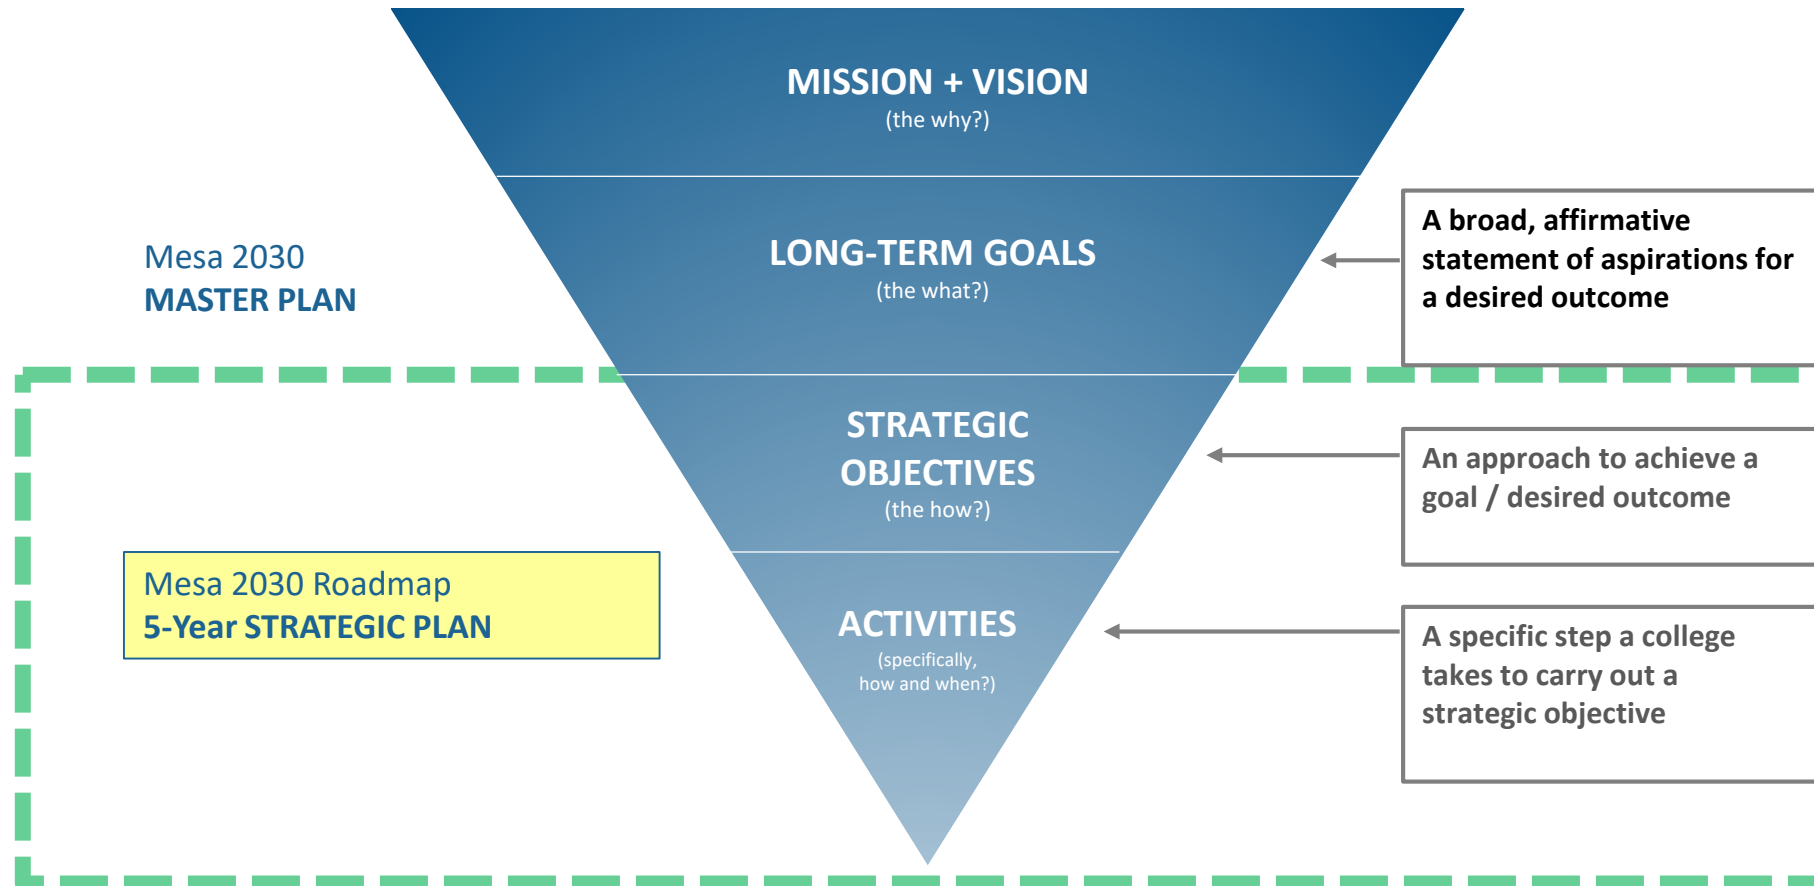 MISSION + VISION
(the why?)
LONG-TERM GOALS
(the what?)
Mesa 2030
MASTER PLAN
A broad, affirmative
statement of aspirations for
a desired outcome
STRATEGIC
OBJECTIVES
(the how?)
An approach to achieve a
goal / desired outcome
Mesa 2030 Roadmap
5-Year STRATEGIC PLAN
ACTIVITIES
(specifically,
how and when?)
A specific step a college
takes to carry out a
strategic objective